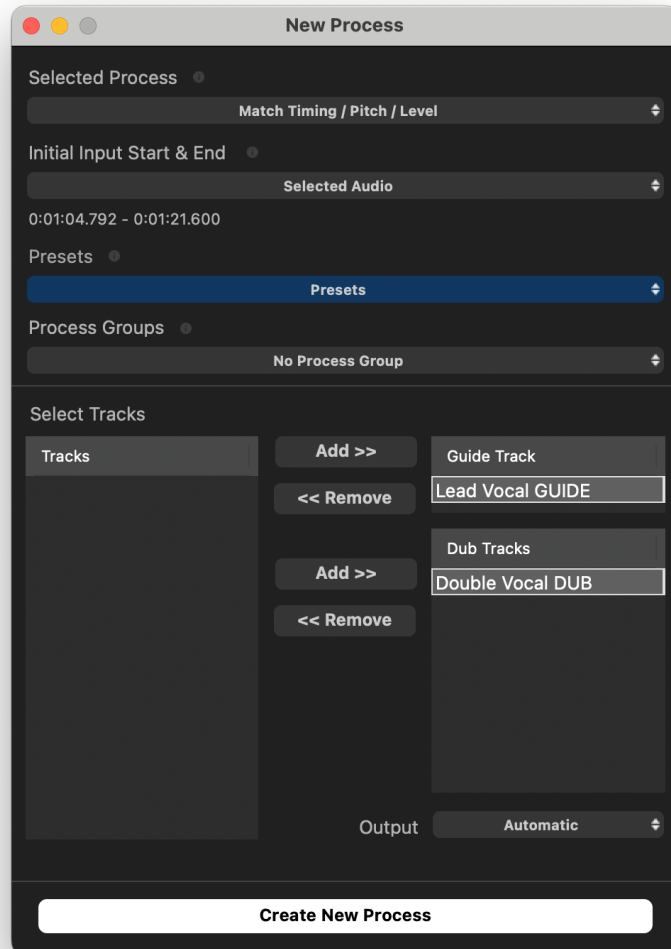 New Process
Selected Process
Match Timing / Pitch / Level
Initial Input Start & End
Selected Audio
0:01:04.792 - 0:01:21.600
Presets
Presets
Process Groups
No Process Group
Select Tracks
Tracks
Add >>
<< Remove
Guide Track
Lead Vocal GUIDE
Add >>
<< Remove
Dub Tracks
Double Vocal DUB
Output
Automatic
Create New Process